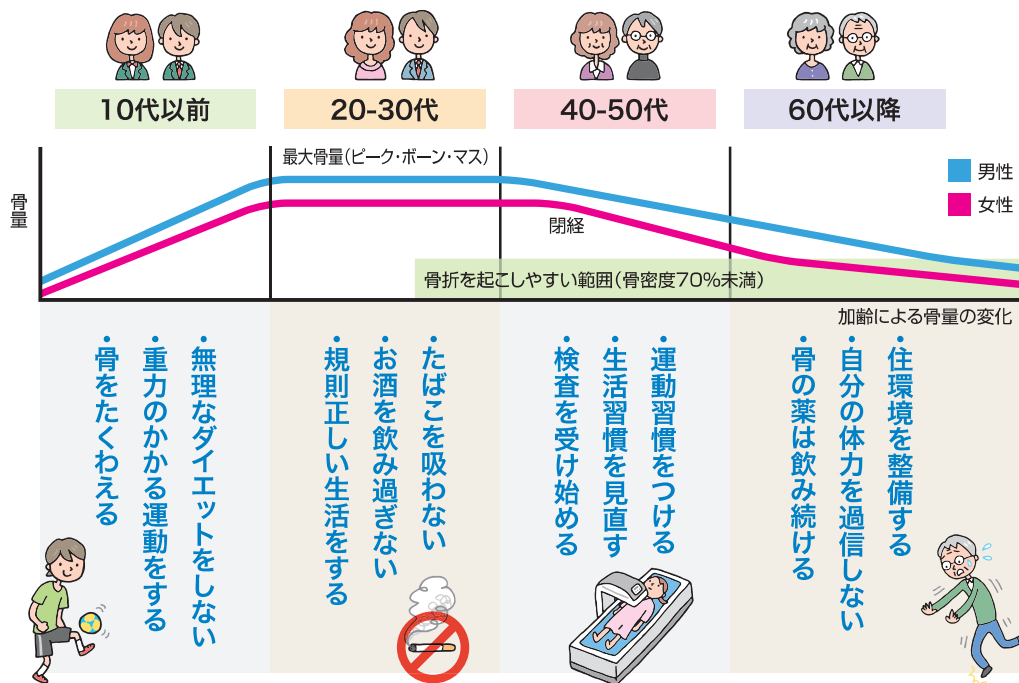 10代以前
20-30代
40-50代
60代以降
最大骨量(ピーク・ボーン・マス)
男性
女性
骨量
閉経
骨折を起こしやすい範囲(骨密度70%未満)
加齢による骨量の変化
・無理なダイエットをしない
・重力のかかる運動をする
・骨をたくわえる
・たばこを吸わない
・お酒を飲み過ぎない
・規則正しい生活をする
・運動習慣をつける
・生活習慣を見直す
・検査を受け始める
・住環境を整備する
・自分の体力を過信しない
・骨の薬は飲み続ける